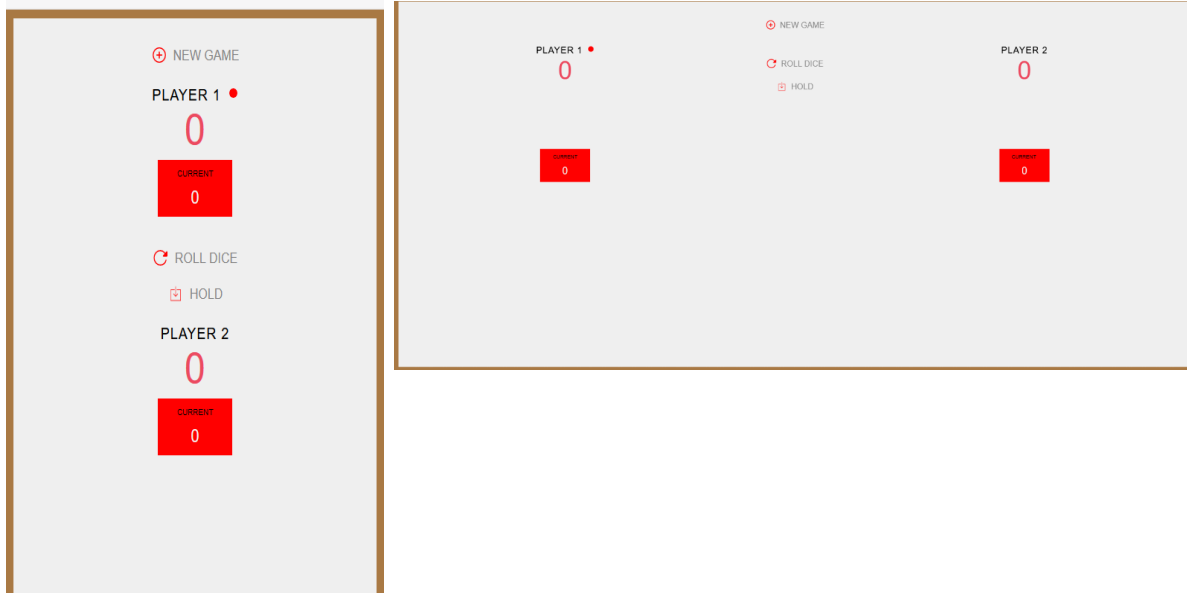 NEW GAME
PLAYER 1
0
CURRENT
0
ROLL DICE
HOLD
PLAYER 2
0
CURRENT
0
NEW GAME
PLAYER 1
0
CURRENT
0
ROLL DICE
HOLD
PLAYER 2
0
CURRENT
0